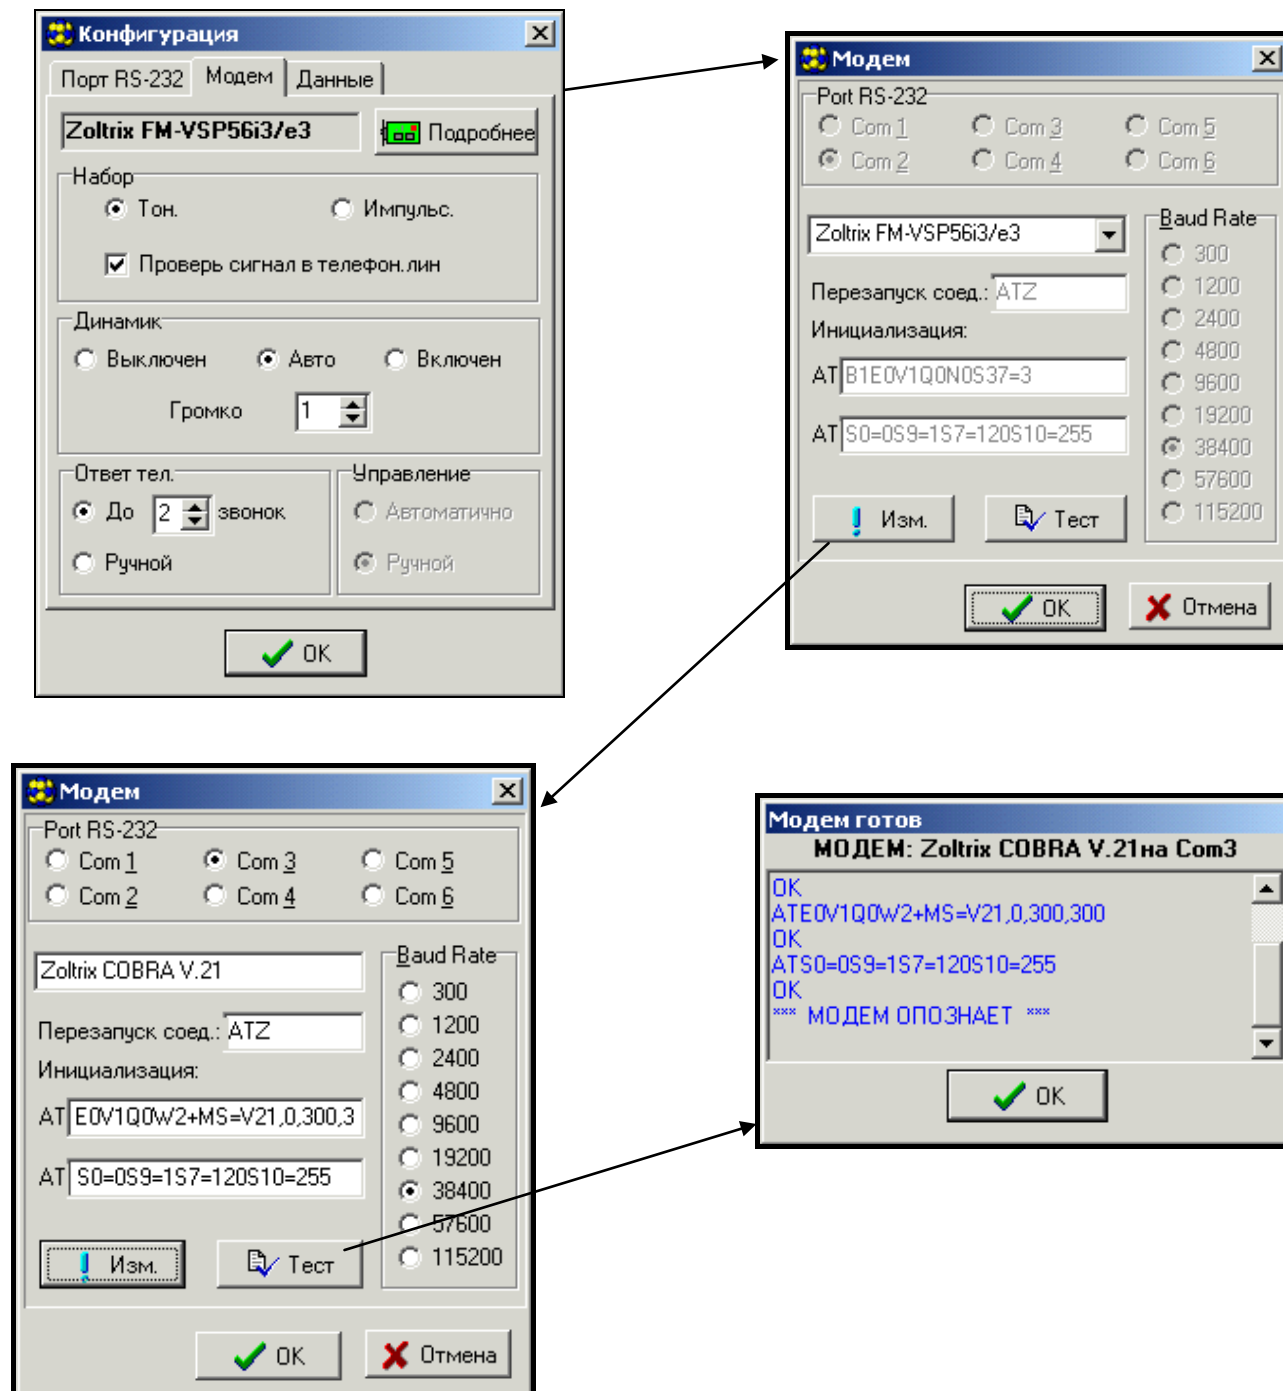 Конфигурация
Порт RS-232 Модем Данные
Zoltrix FM-VSP56i3/e3 Подробнее
Набор
Тон. Импульс.
Проверь сигнал в телефон.лин
Динамик
Выключен Авто Включен
Громко 1
Ответ тел. Управление
До 2 звонок Автоматично
Ручной Ручной
OK
Модем
Port RS-232
Com 1 Com 3 Com 5
Com 2 Com 4 Com 6
Zoltrix FM-VSP56i3/e3
Перезапуск соед.: ATZ
Инициализация:
AT B1E0V1Q0N0S37=3
AT S0=0S9=1S7=120S10=255
Baud Rate
300
1200
2400
4800
9600
19200
38400
57600
115200
Изм. Тест
OK Отмена
Модем
Port RS-232
Com 1 Com 3 Com 5
Com 2 Com 4 Com 6
Zoltrix COBRA V.21
Перезапуск соед.: ATZ
Инициализация:
AT E0V1Q0W2+MS=V21,0,300,3
AT S0=0S9=1S7=120S10=255
Baud Rate
300
1200
2400
4800
9600
19200
38400
57600
115200
Изм. Тест
OK Отмена
Модем готов
МОДЕМ: Zoltrix COBRA V.21на Com3
OK
ATE0V1Q0W2+MS=V21,0,300,300
OK
ATS0=0S9=1S7=120S10=255
OK
*** МОДЕМ ОПОЗНАЕТ ***
OK